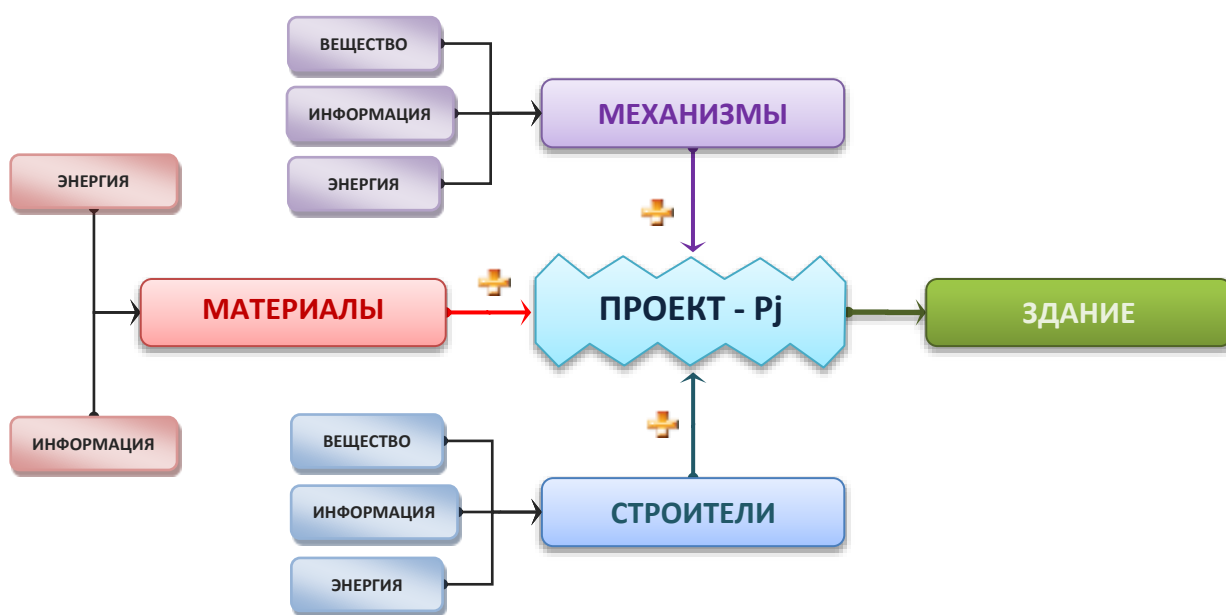 ВЕЩЕСТВО
ИНФОРМАЦИЯ
МЕХАНИЗМЫ
ЭНЕРГИЯ
ЭНЕРГИЯ
МАТЕРИАЛЫ
ПРОЕКТ - Pj
ЗДАНИЕ
ИНФОРМАЦИЯ
ВЕЩЕСТВО
ИНФОРМАЦИЯ
СТРОИТЕЛИ
ЭНЕРГИЯ